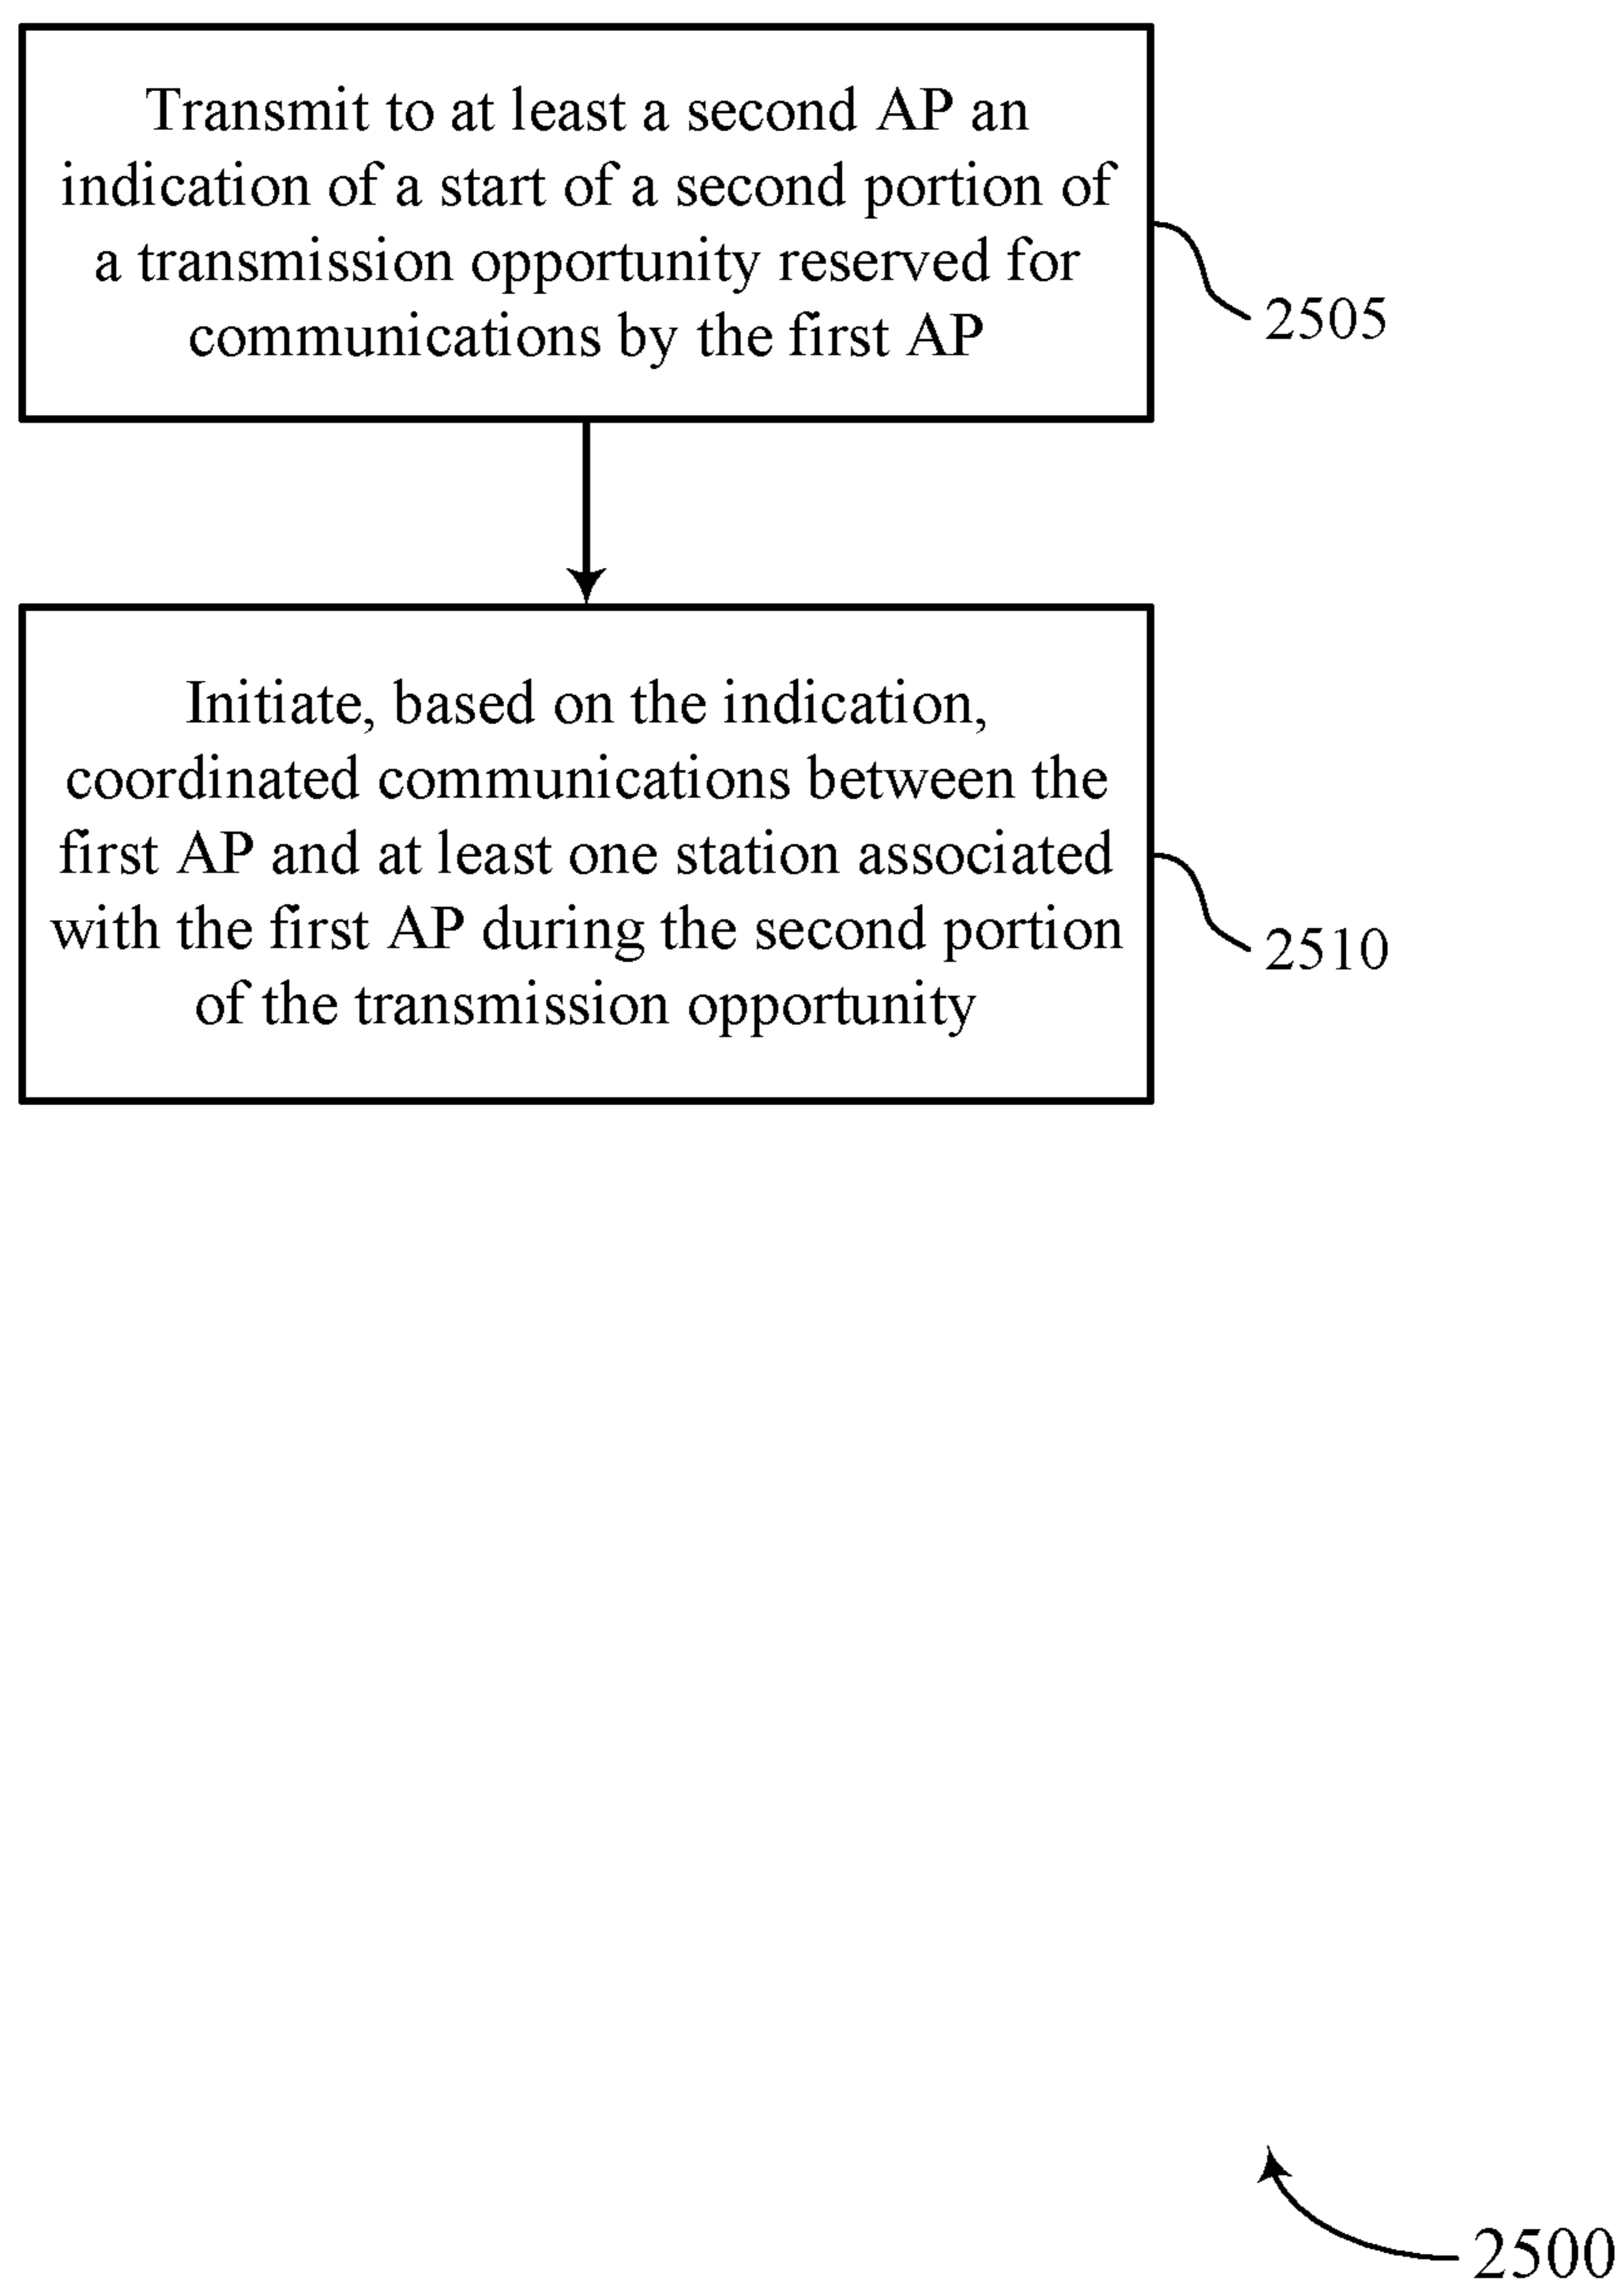 Transmit to at least a second AP an
indication of a start of a second portion of
a transmission opportunity reserved for
communications by the first AP
2505
Initiate, based on the indication,
coordinated communications between the
first AP and at least one station associated
with the first AP during the second portion
of the transmission opportunity
2510
2500